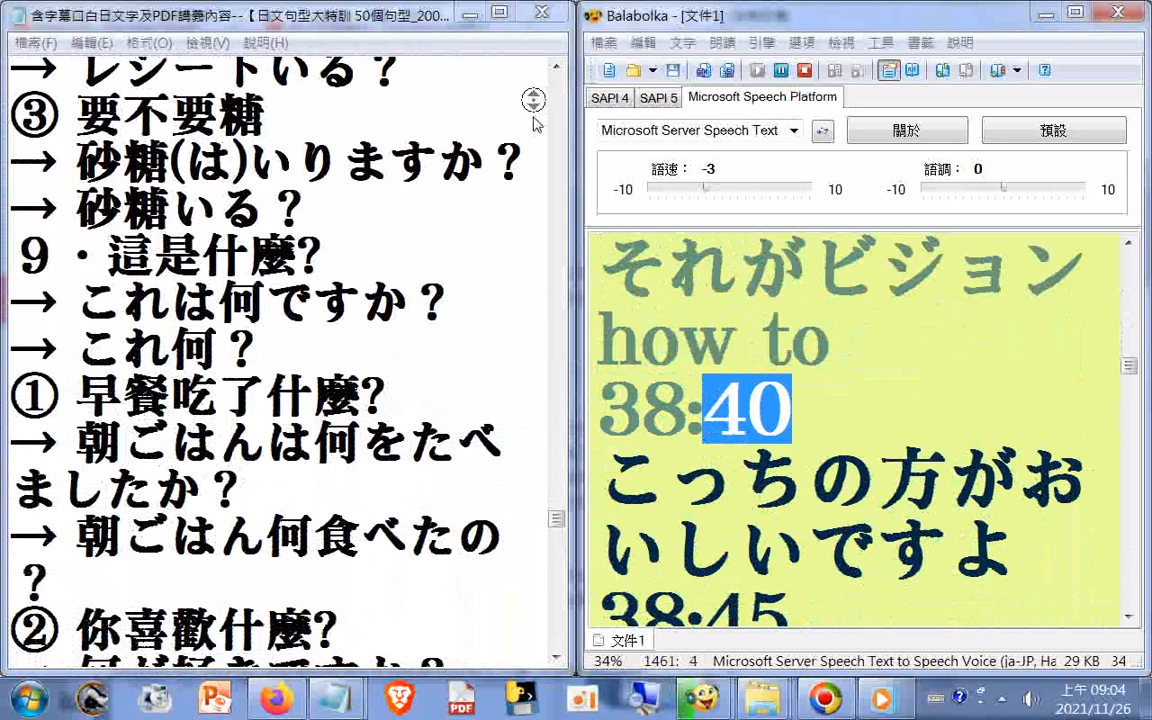 含字幕口白日文字及PDF講義內容--【日文句型大特訓 50個句型_200...
檔案(F) 編輯(E) 格式(O) 檢視(V) 說明(H)
→ レシートいる？
③ 要不要糖
→ 砂糖(は)いりますか？
→ 砂糖いる？
9 · 這是什麼?
→ これは何ですか？
→ これ何？
① 早餐吃了什麼?
→ 朝ごはんは何をたべ
ましたか？
→ 朝ごはん何食べたの
？
② 你喜歡什麼?
→ 何が好きですか？
Balabolka - [文件1]
檔案 編輯 文字 朗讀 引擎 選項 檢視 工具 書籤 說明
SAPI 4 SAPI 5 Microsoft Speech Platform
Microsoft Server Speech Text 關於 預設
語速： -3 語調： 0
-10 10 -10 10
それがビジョン
how to
38:40
こっちの方がお
いしいですよ
38:45
文件1
34% 1461: 4 Microsoft Server Speech Text to Speech Voice (ja-JP, Ha 29 KB 34
PDF
上午 09:04
2021/11/26